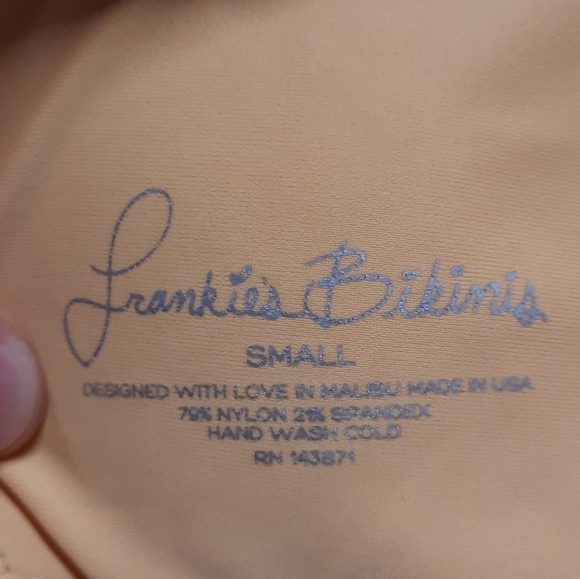 Frankie's Bikinis
SMALL
DESIGNED WITH LOVE IN MALIBU MADE IN USA
79% NYLON 21% SPANDEX
HAND WASH COLD
RN 143871